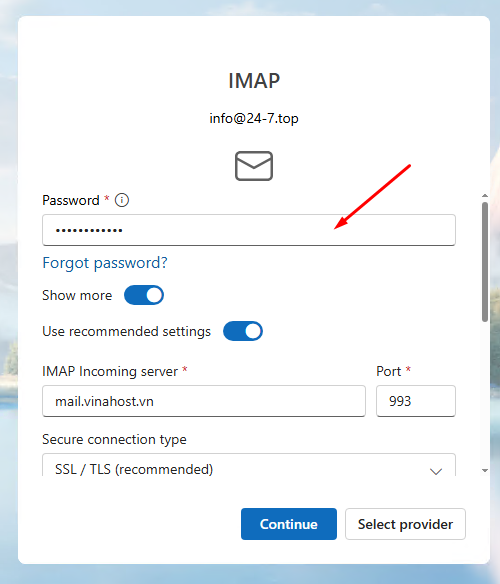 IMAP
info@24-7.top
Password * ⓘ
••••••••••••
Forgot password?
Show more
Use recommended settings
IMAP Incoming server * Port *
mail.vinahost.vn 993
Secure connection type
SSL / TLS (recommended)
Continue Select provider